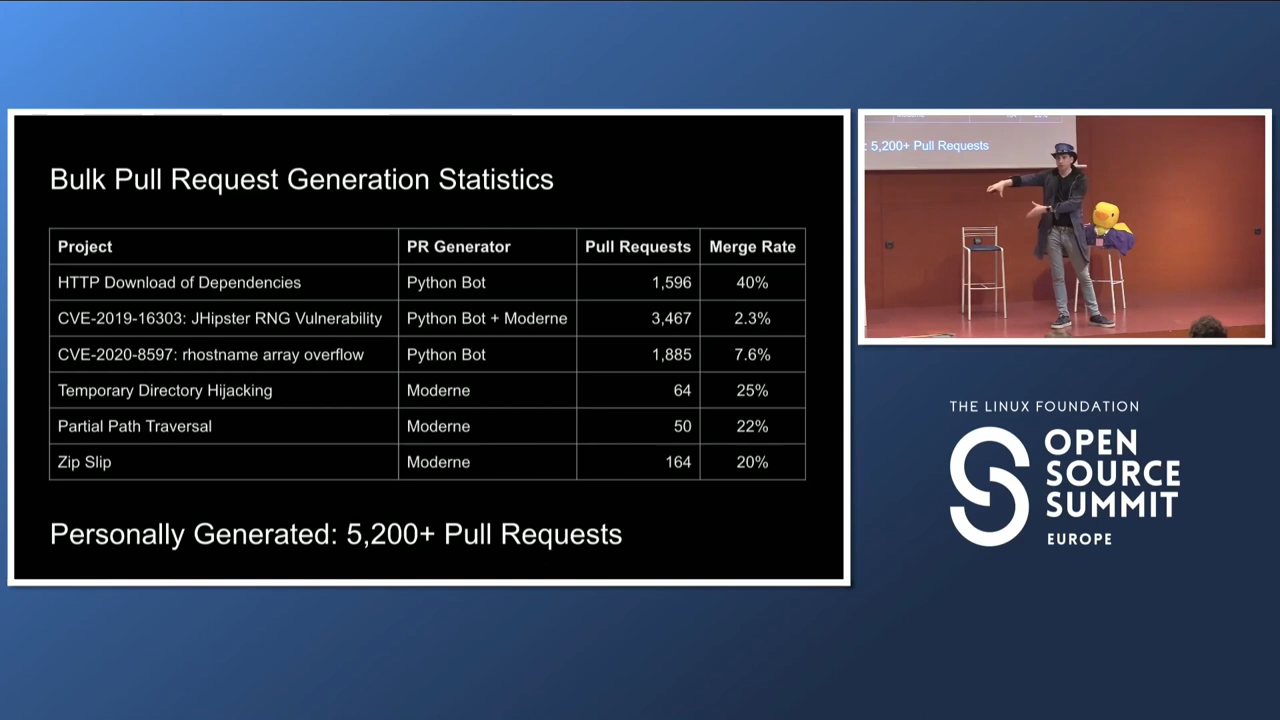 Bulk Pull Request Generation Statistics
Project PR Generator Pull Requests Merge Rate
HTTP Download of Dependencies Python Bot 1,596 40%
CVE-2019-16303: JHipster RNG Vulnerability Python Bot + Moderne 3,467 2.3%
CVE-2020-8597: rhostname array overflow Python Bot 1,885 7.6%
Temporary Directory Hijacking Moderne 64 25%
Partial Path Traversal Moderne 50 22%
Zip Slip Moderne 164 20%
Personally Generated: 5,200+ Pull Requests
: 5,200+ Pull Requests
THE LINUX FOUNDATION
OPEN
SOURCE
SUMMIT
EUROPE